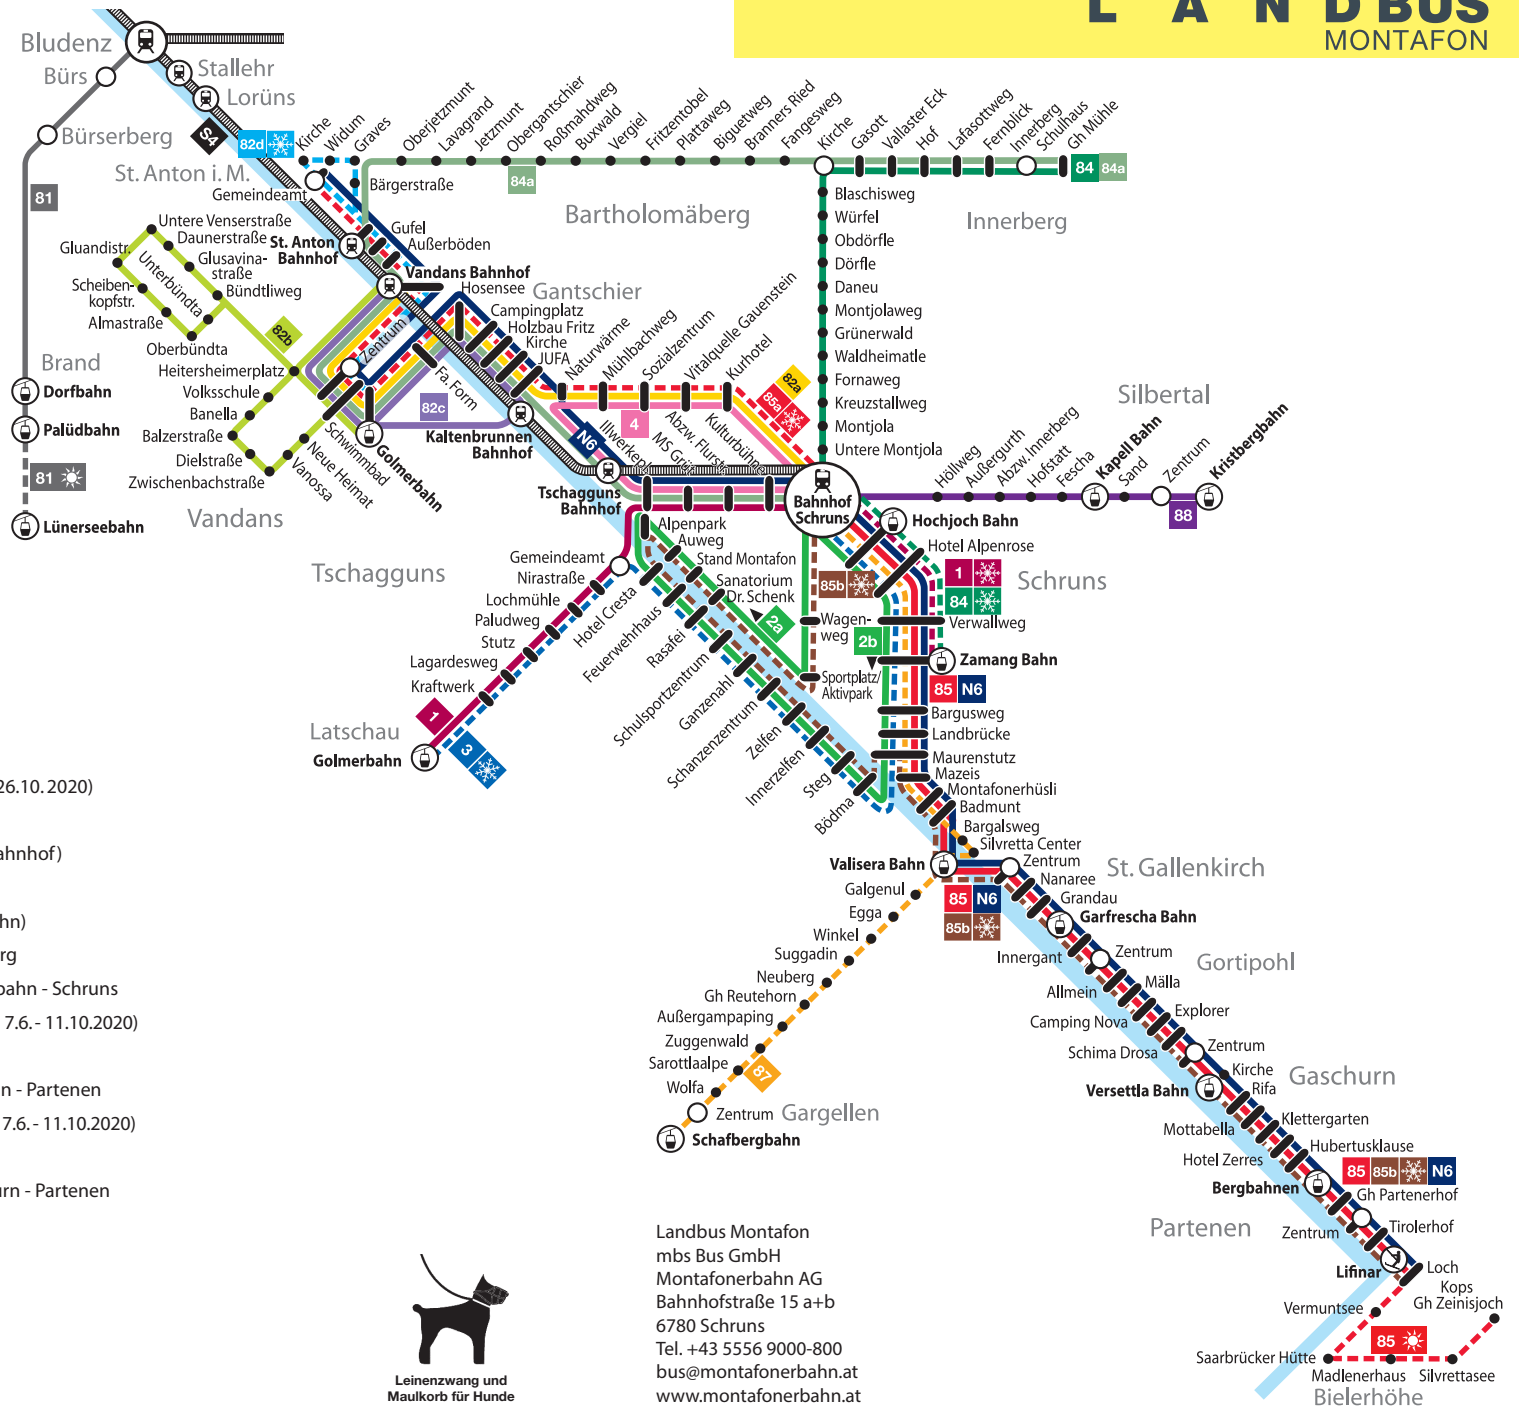 LANDBUS
MONTAFON
Bludenz
Bürs
Stallehr
Lorüns
Bürserberg
S4
82d
Kirche
Widum
Graves
St. Anton i. M.
Gemeindeamt
81
Oberjetzmunt
Lavagrand
Jetzmunt
Obergantschier
Roßmahdweg
Buxwald
Vergiel
Fritzentobel
Plattaweg
Biguetweg
Branners Ried
Fangesweg
Kirche
Gasott
Vallaster Eck
Hof
Lafasottweg
Fernblick
Innerberg
Schulhaus
Gh Mühle
84 84a
84a
Bärgerstraße
Bartholomäberg
Innerberg
Gufel
Außerböden
St. Anton
Bahnhof
Vandans Bahnhof
Hosensee
Gantschier
Campingplatz
Holzbau Fritz
Kirche
JUFA
Untere Venserstraße
Daunerstraße
Gluandistr.
Glusavina-
straße
Bündtliweg
Unterbündta
Scheiben-
kopfstr.
Almastraße
Oberbündta
82b
Heitersheimerplatz
Volksschule
Banella
Balzerstraße
Dielstraße
Zwischenbachstraße
Vandans
Zentrum
Schwimmbad
Neue Heimat
Vanossa
Golmerbahn
Fa. Form
82c
Kaltenbrunnen
Bahnhof
Brand
Dorfbahn
Palüdbahn
81
Lünerseebahn
Blaschisweg
Würfel
Obdörfle
Dörfle
Daneu
Montjolaweg
Grünerwald
Waldheimatle
Fornaweg
Kreuzstallweg
Montjola
Untere Montjola
Naturwärme
Mühlbachweg
Sozialzentrum
Vitalquelle Gauenstein
Kurhotel
82a
85a
4
N6
Illwerkepl.
MS Grüt
Abzw. Flurstr.
Kulturbühne
Tschagguns
Bahnhof
Bahnhof
Schruns
Silbertal
Höllweg
Außergurth
Abzw. Innerberg
Hofstatt
Fescha
Kapell Bahn
Sand
Zentrum
Kristbergbahn
88
Hochjoch Bahn
Hotel Alpenrose
1
84
Schruns
Verwallweg
Zamang Bahn
85 N6
Bargusweg
Landbrücke
Maurenstutz
Mazeis
Montafonerhüsli
Badmunt
Bargalsweg
Silvretta Center
85b
2b
Wagen-
weg
Sportplatz/
Aktivpark
2a
Alpenpark
Auweg
Stand Montafon
Sanatorium
Dr. Schenk
Tschagguns
Gemeindeamt
Nirastraße
Lochmühle
Paludweg
Stutz
Lagardesweg
Kraftwerk
1
3
Latschau
Golmerbahn
Hotel Cresta
Feuerwehrhaus
Rasafei
Schulsportzentrum
Ganzenahl
Schanzenzentrum
Zelfen
Innerzelfen
Steg
Bödma
Valisera Bahn
Zentrum
St. Gallenkirch
Nanaree
Grandau
Garfrescha Bahn
85 N6
85b
Innergant
Zentrum
Gortipohl
Allmein
Mälla
Camping Nova
Explorer
Schima Drosa
Zentrum
Kirche
Gaschurn
Versettla Bahn
Rifa
Mottabella
Klettergarten
Hotel Zerres
Hubertusklause
85 85b N6
Bergbahnen
Gh Partenerhof
Partenen
Zentrum
Tirolerhof
Lifinar
Loch
Kops
Gh Zeinisjoch
Vermuntsee
85
Saarbrücker Hütte
Madlenerhaus
Silvrettasee
Bielerhöhe
Galgenul
Egga
Winkel
Suggadin
Neuberg
Gh Reutehorn
Außergampaping
Zuggenwald
Sarottlaalpe
Wolfa
87
Zentrum
Gargellen
Schafbergbahn
26.10. 2020)
ahnhof)
hn)
rg
bahn - Schruns
7.6. - 11.10.2020)
n - Partenen
7.6. - 11.10.2020)
urn - Partenen
Leinenzwang und
Maulkorb für Hunde
Landbus Montafon
mbs Bus GmbH
Montafonerbahn AG
Bahnhofstraße 15 a+b
6780 Schruns
Tel. +43 5556 9000-800
bus@montafonerbahn.at
www.montafonerbahn.at